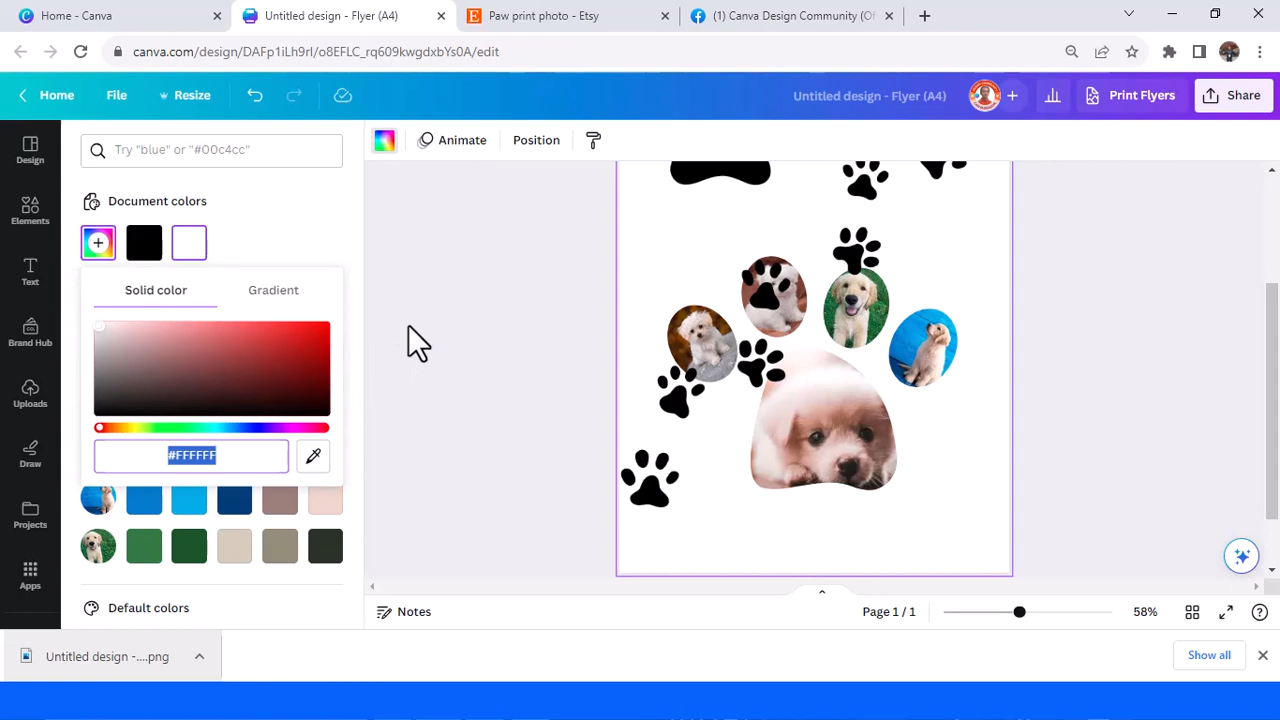 Home - Canva
Untitled design - Flyer (A4)
Paw print photo - Etsy
(1) Canva Design Community (Of
canva.com/design/DAFp1iLh9rI/o8EFLC_rq609kwgdxbYs0A/edit
Home
File
Resize
Untitled design - Flyer (A4)
Print Flyers
Share
Design
Elements
Text
Brand Hub
Uploads
Draw
Projects
Apps
Try "blue" or "#00c4cc"
Animate
Position
Document colors
Solid color
Gradient
#FFFFFF
Default colors
Notes
Page 1 / 1
58%
Untitled design -....png
Show all